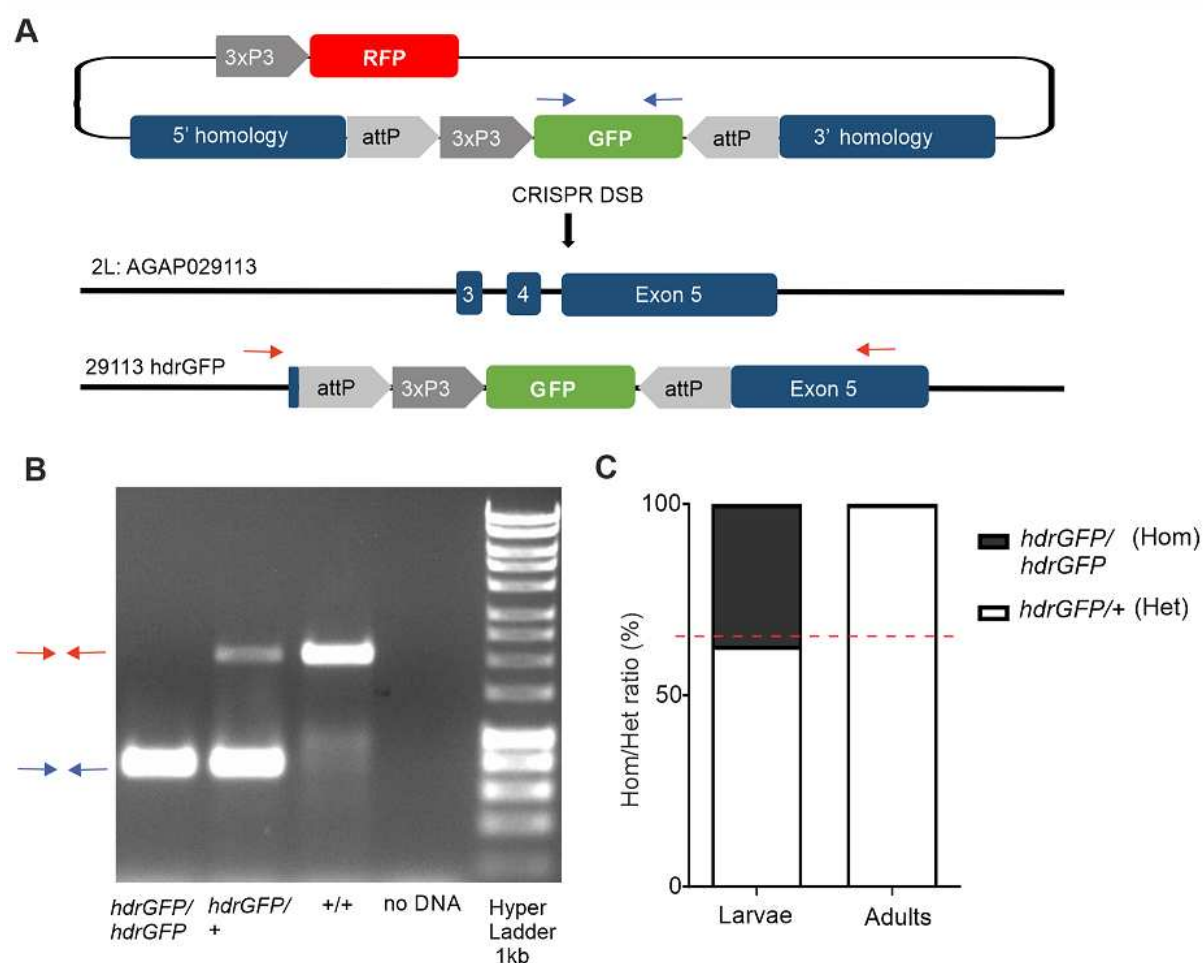 A
3xP3 RFP
5' homology attP 3xP3 GFP attP 3' homology
CRISPR DSB
2L: AGAP029113
3 4 Exon 5
29113 hdrGFP
attP 3xP3 GFP attP Exon 5
B
hdrGFP/
hdrGFP
hdrGFP/
+
+/+
no DNA
Hyper
Ladder
1kb
C
Hom/Het ratio (%)
100
50
0
Larvae
Adults
hdrGFP/ (Hom)
hdrGFP
hdrGFP/+ (Het)